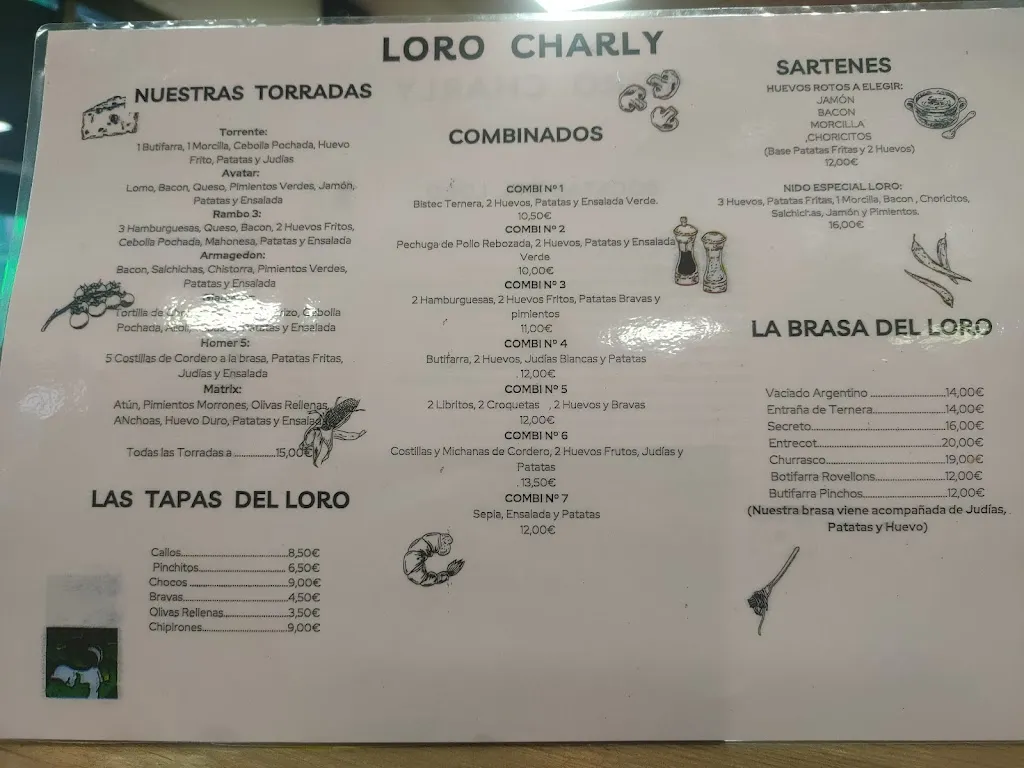 LORO CHARLY
NUESTRAS TORRADAS
Torrente:
1 Butifarra, 1 Morcilla, Cebolla Pochada, Huevo
Frito, Patatas y Judías
Avatar:
Lomo, Bacon, Queso, Pimientos Verdes, Jamón,
Patatas y Ensalada
Rambo 3:
3 Hamburguesas, Queso, Bacon, 2 Huevos Fritos,
Cebolla Pochada, Mahonesa, Patatas y Ensalada
Armagedon:
Bacon, Salchichas, Chistorra, Pimientos Verdes,
Patatas y Ensalada
Tortilla de Cebolla
Pochada, y Ensalada
Homer 5:
5 Costillas de Cordero a la brasa, Patatas Fritas,
Judías y Ensalada
Matrix:
Atún, Pimientos Morrones, Olivas Rellenas,
ANchoas, Huevo Duro, Patatas y Ensalada
Todas las Torradas a ..............15,00€
LAS TAPAS DEL LORO
Callos..............................8,50€
Pinchitos..........................6,50€
Chocos ...........................9,00€
Bravas.............................4,50€
Olivas Rellenas................3,50€
Chipirones.......................9,00€
COMBINADOS
COMBI Nº 1
Bistec Ternera, 2 Huevos, Patatas y Ensalada Verde.
10,50€
COMBI Nº 2
Pechuga de Pollo Rebozada, 2 Huevos, Patatas y Ensalada
Verde
10,00€
COMBI Nº 3
2 Hamburguesas, 2 Huevos Fritos, Patatas Bravas y
pimientos
11,00€
COMBI Nº 4
Butifarra, 2 Huevos, Judías Blancas y Patatas
.12,00€
COMBI Nº 5
2 Libritos, 2 Croquetas , 2 Huevos y Bravas
12,00€
COMBI Nº 6
Costillas y Michanas de Cordero, 2 Huevos Frutos, Judías y
Patatas
.13,50€
COMBI Nº 7
Sepia, Ensalada y Patatas
12,00€
SARTENES
HUEVOS ROTOS A ELEGIR:
JAMÓN
BACON
MORCILLA
,CHORICITOS
(Base Patatas Fritas y 2 Huevos)
12,00€
NIDO ESPECIAL LORO:
3 Huevos, Patatas Fritas, 1 Morcilla, Bacon , Choricitos,
Salchichas, Jamón y Pimientos.
16,00€
LA BRASA DEL LORO
Vaciado Argentino ....................14,00€
Entraña de Ternera...................14,00€
Secreto.....................................16,00€
Entrecot....................................20,00€
Churrasco..................................19,00€
Botifarra Rovellons...................12,00€
Butifarra Pinchos......................12,00€
(Nuestra brasa viene acompañada de Judías,
Patatas y Huevo)